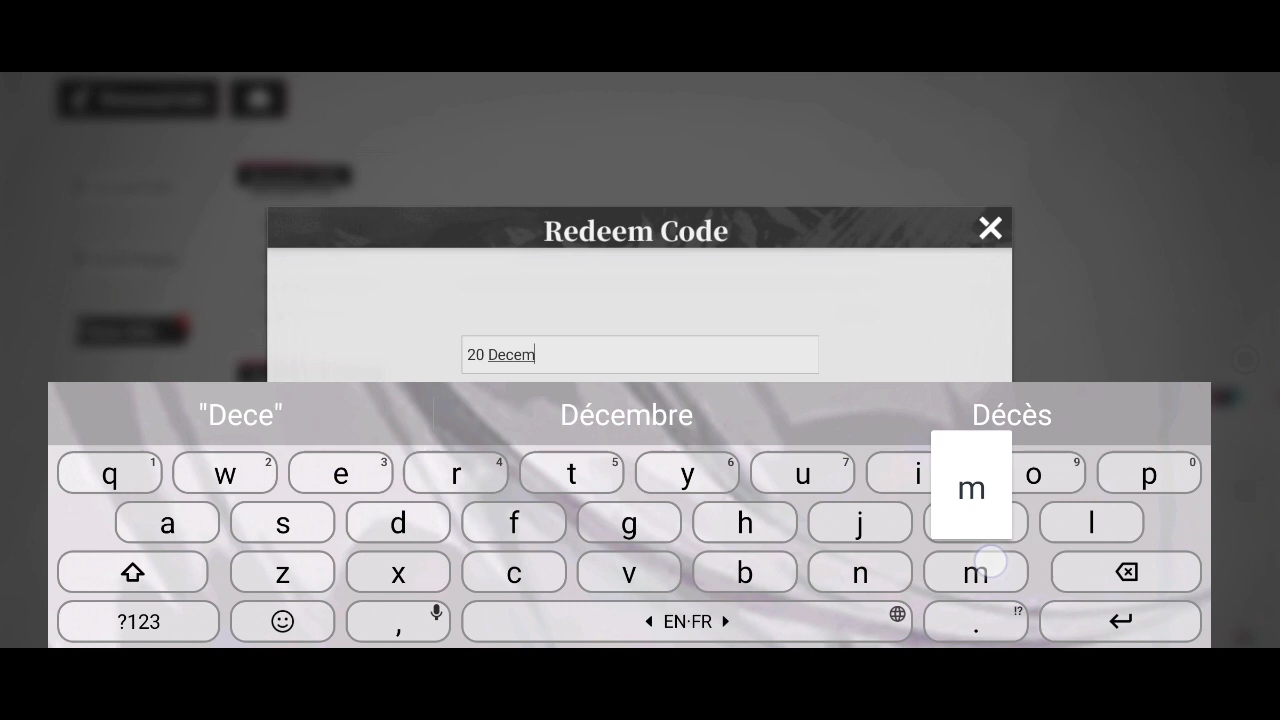 Redeem Code
20 Decem
"Dece" Décembre Décès
q 1 w 2 e 3 r 4 t 5 y 6 u 7 i o 9 p 0
a s d f g h j l
m
z x c v b n m
?123 , EN·FR . !?